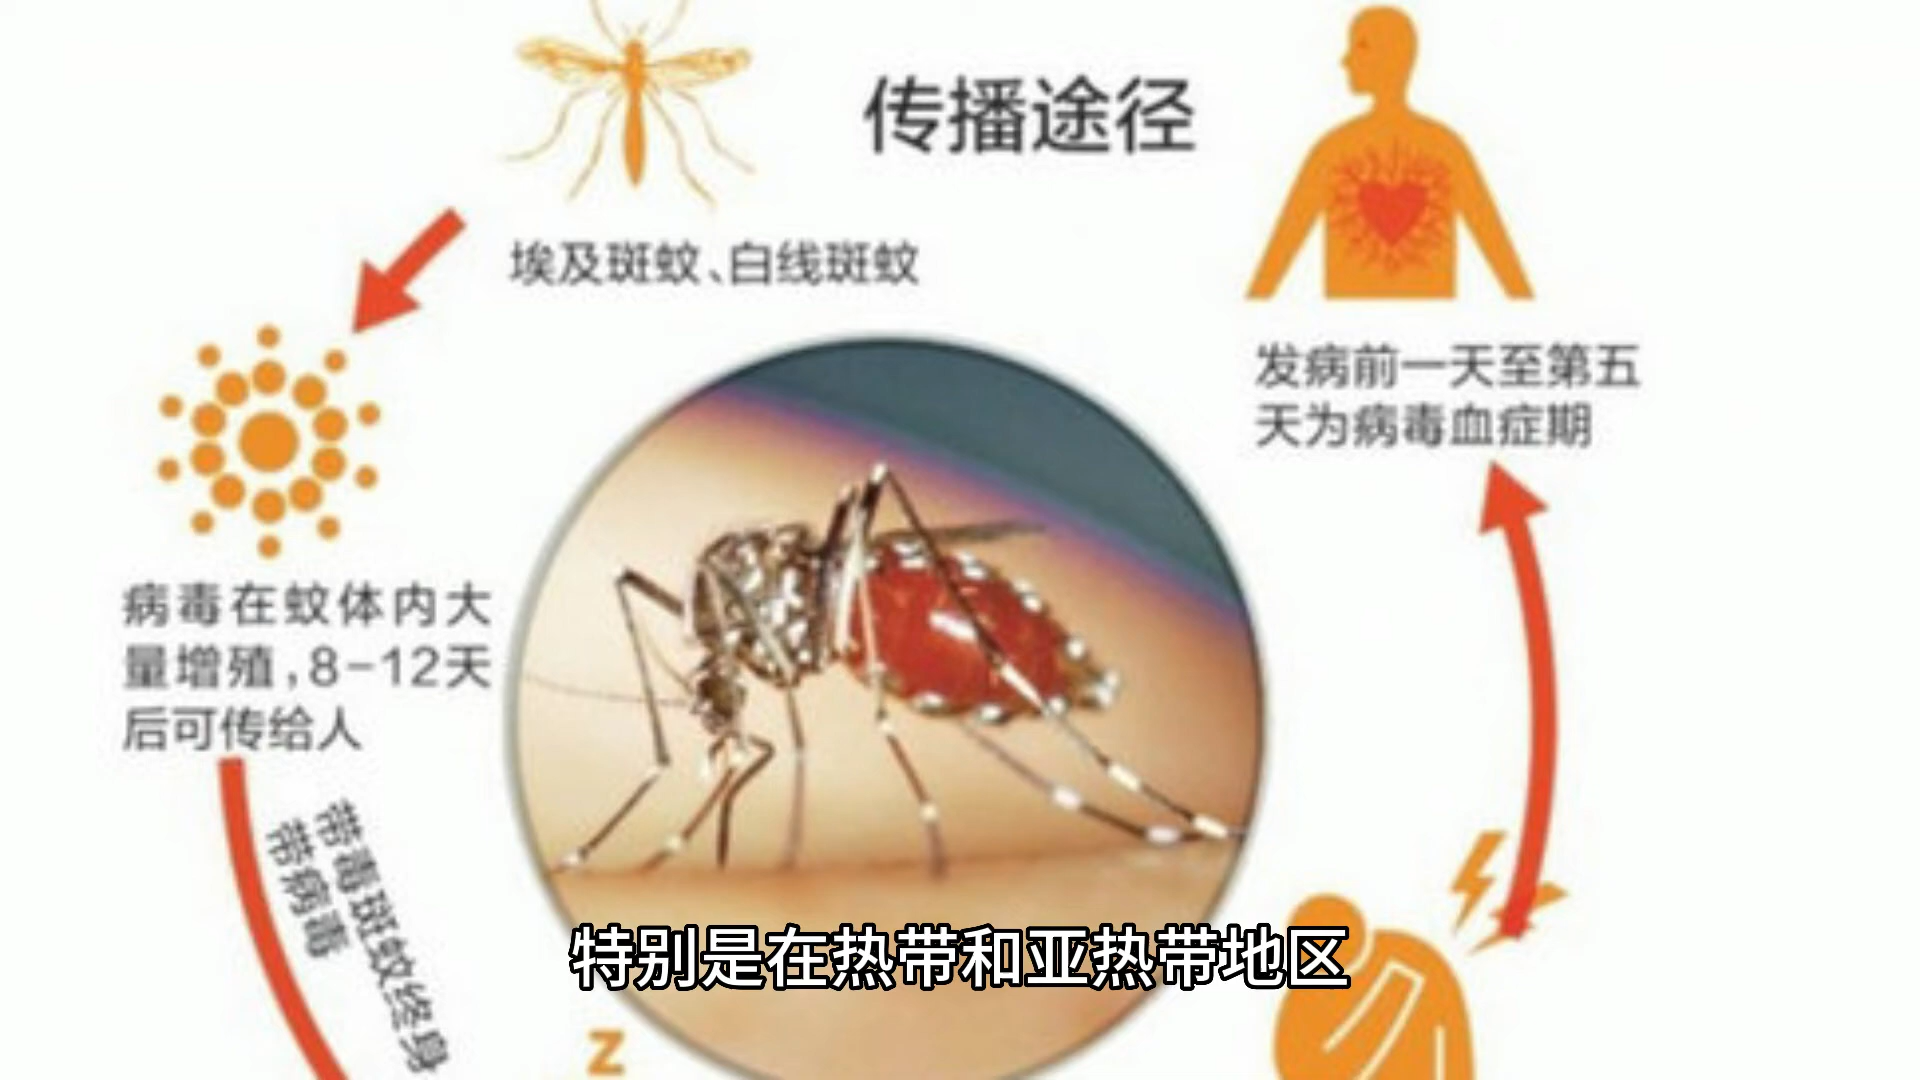 传播途径
埃及斑蚊、白线斑蚊
发病前一天至第五
天为病毒血症期
病毒在蚊体内大
量增殖，8-12天
后可传给人
带毒斑蚊终身
带病毒
特别是在热带和亚热带地区
Z